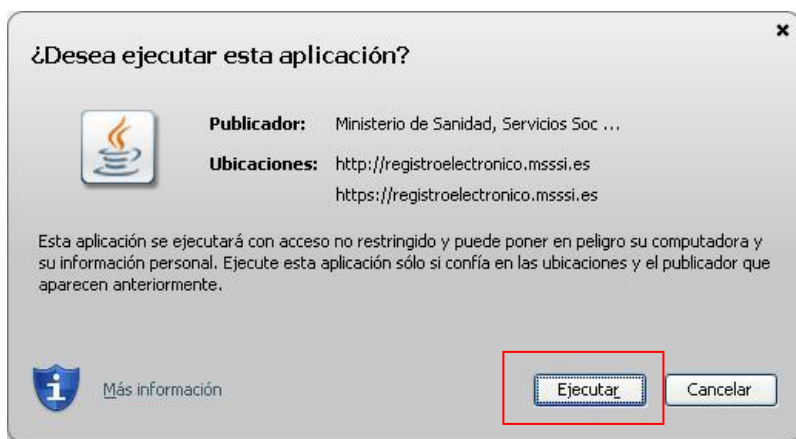 ¿Desea ejecutar esta aplicación?
Publicador: Ministerio de Sanidad, Servicios Soc ...
Ubicaciones: http://registroelectronico.msssi.es
https://registroelectronico.msssi.es
Esta aplicación se ejecutará con acceso no restringido y puede poner en peligro su computadora y
su información personal. Ejecute esta aplicación sólo si confía en las ubicaciones y el publicador que
aparecen anteriormente.
Más información
Ejecutar
Cancelar